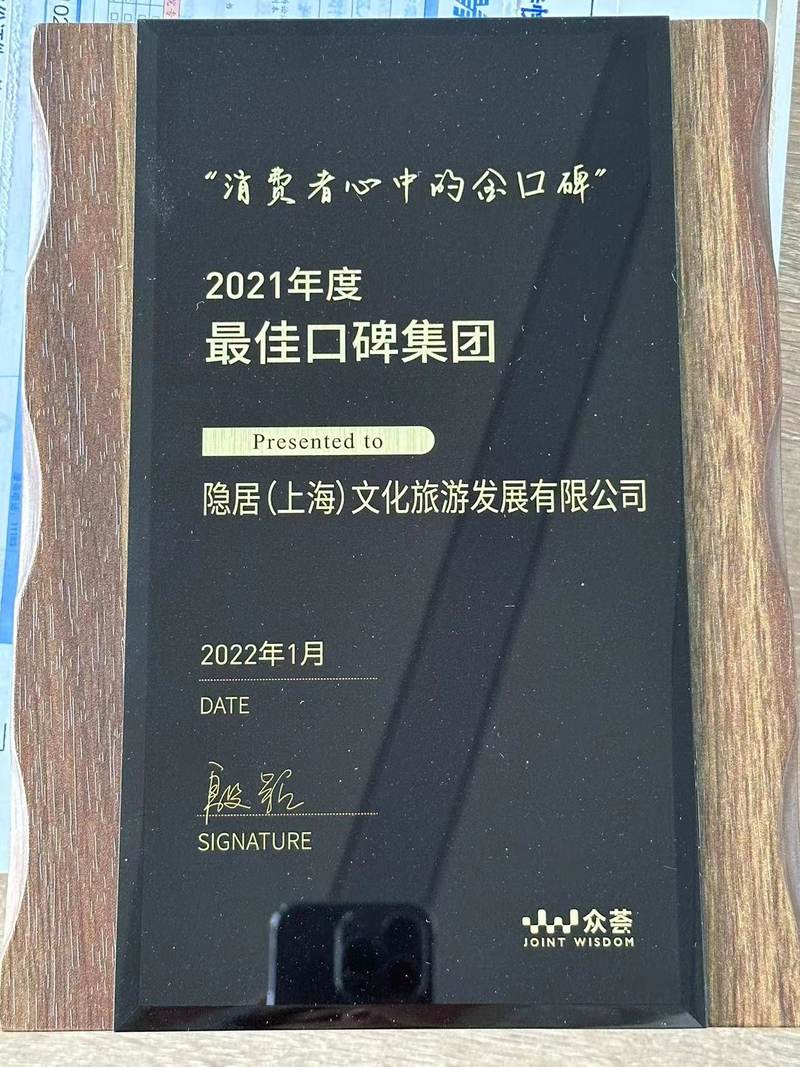 “消费者心中的金口碑”
2021年度
最佳口碑集团
Presented to
隐居(上海)文化旅游发展有限公司
2022年1月
DATE
SIGNATURE
众荟
JOINT WISDOM